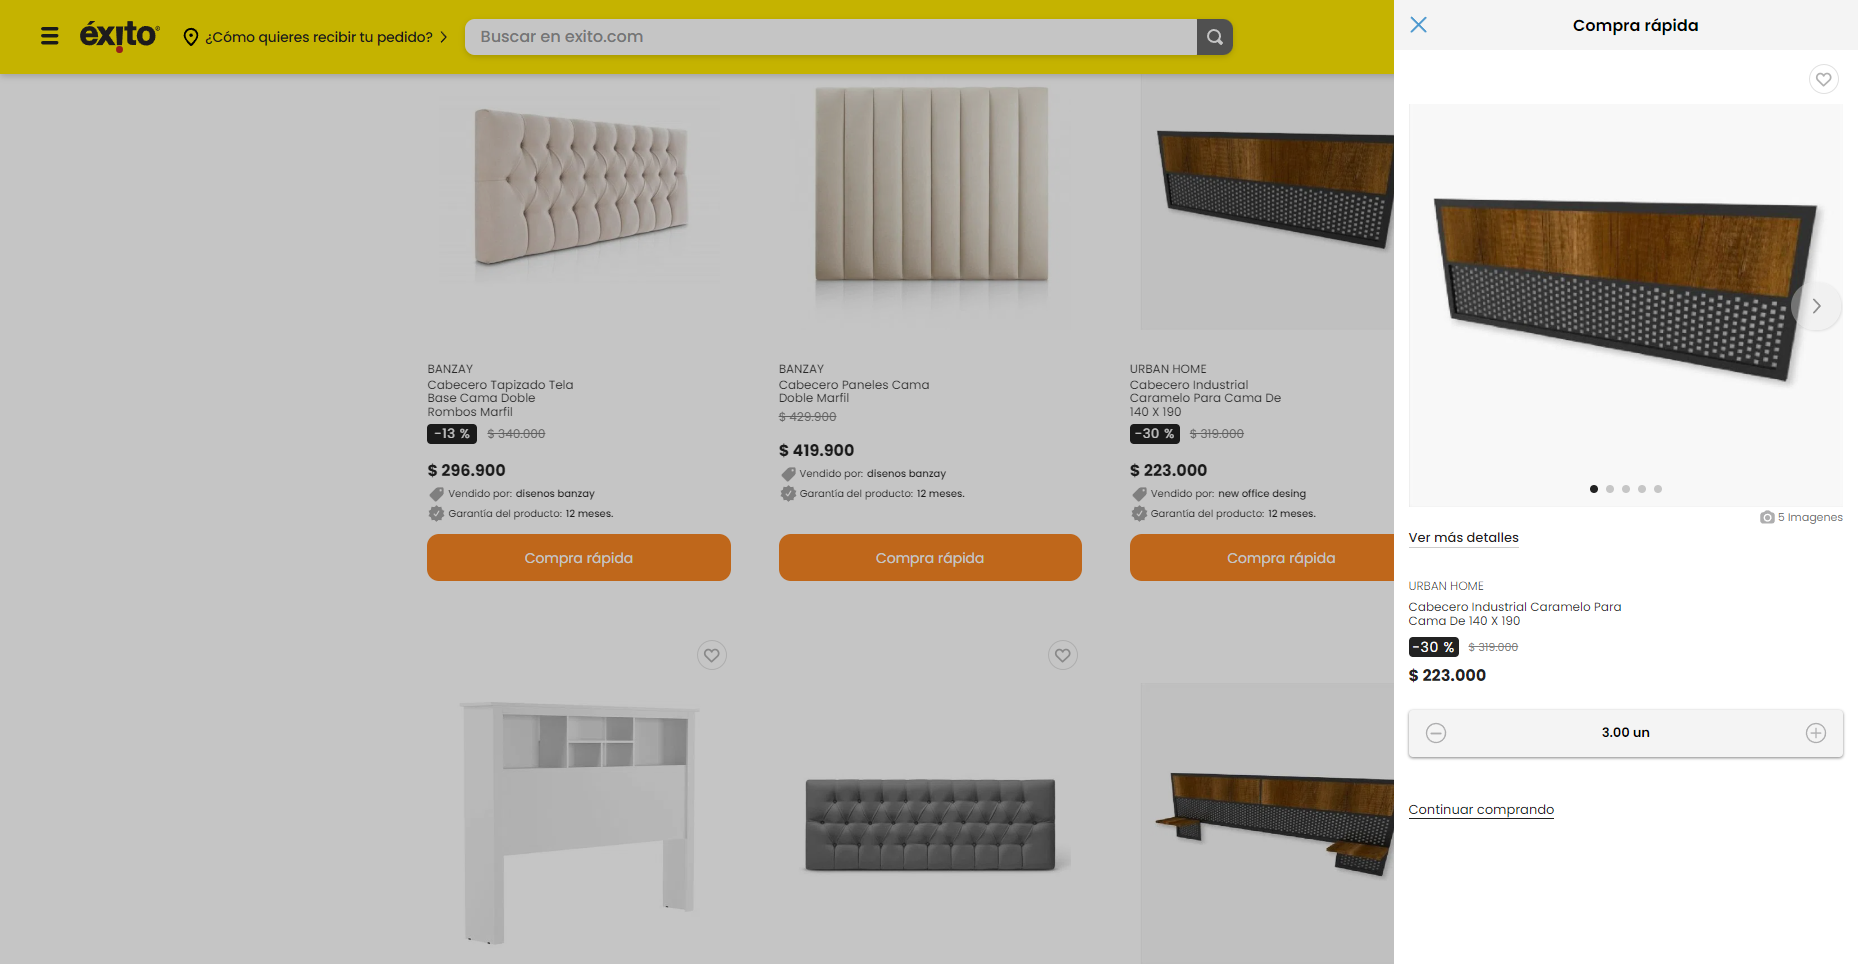 éxito
¿Cómo quieres recibir tu pedido?
Buscar en exito.com
BANZAY
Cabecero Tapizado Tela
Base Cama Doble
Rombos Marfil
-13 %
$ 340.000
$ 296.900
Vendido por: disenos banzay
Garantía del producto: 12 meses.
Compra rápida
BANZAY
Cabecero Paneles Cama
Doble Marfil
$ 429.900
$ 419.900
Vendido por: disenos banzay
Garantía del producto: 12 meses.
Compra rápida
URBAN HOME
Cabecero Industrial
Caramelo Para Cama De
140 X 190
-30 %
$ 319.000
$ 223.000
Vendido por: new office desing
Garantía del producto: 12 meses.
Compra rápida
Compra rápida
5 Imagenes
Ver más detalles
URBAN HOME
Cabecero Industrial Caramelo Para
Cama De 140 X 190
-30 %
$ 319.000
$ 223.000
3.00 un
Continuar comprando